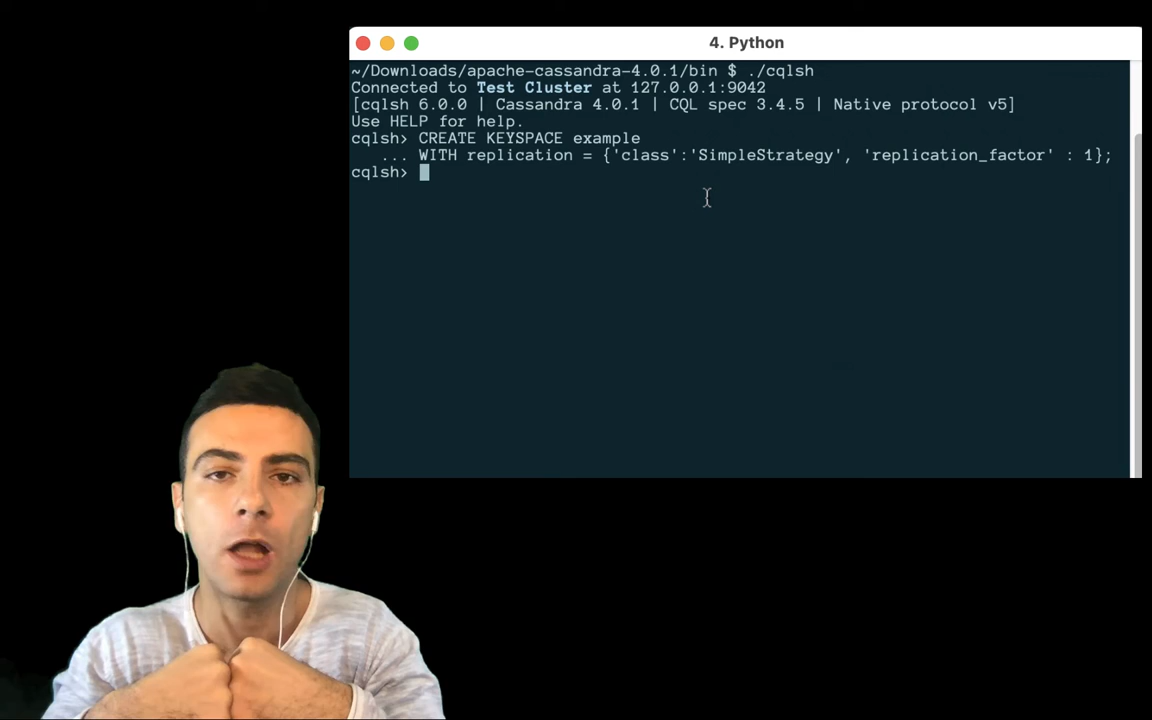 4. Python
~/Downloads/apache-cassandra-4.0.1/bin $ ./cqlsh
Connected to Test Cluster at 127.0.0.1:9042
[cqlsh 6.0.0 | Cassandra 4.0.1 | CQL spec 3.4.5 | Native protocol v5]
Use HELP for help.
cqlsh> CREATE KEYSPACE example
... WITH replication = {'class':'SimpleStrategy', 'replication_factor' : 1};
cqlsh>